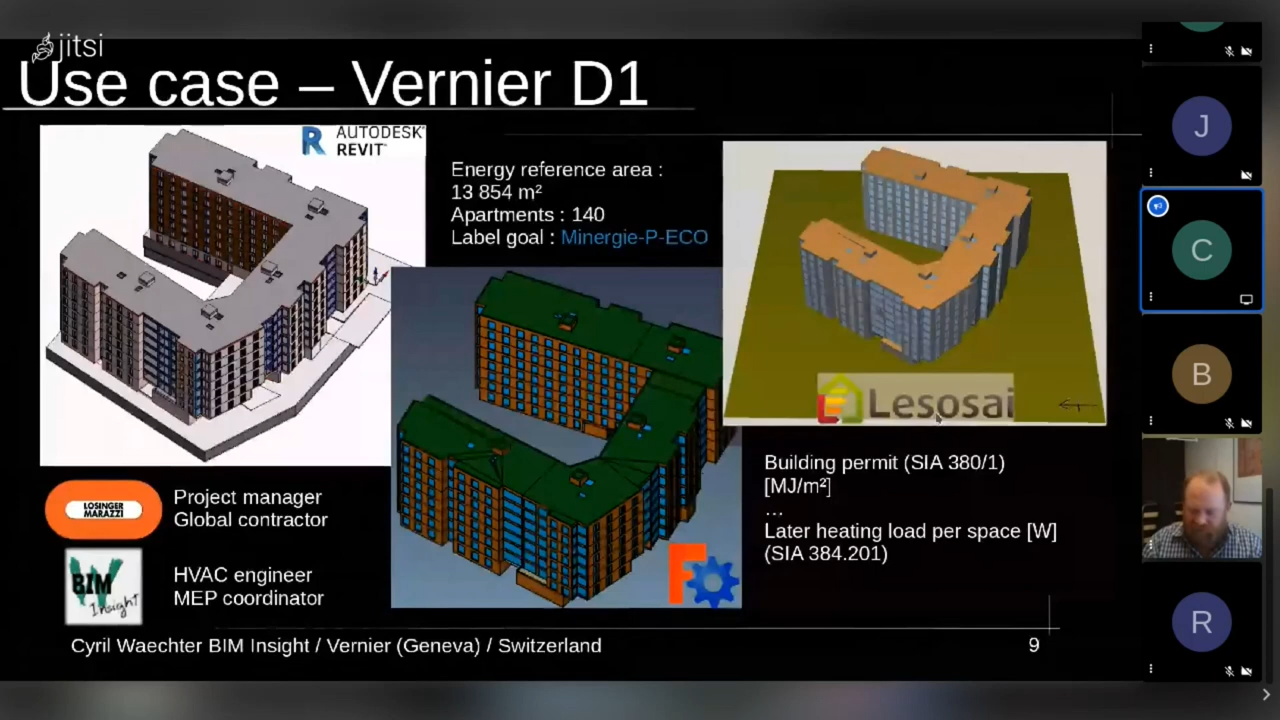 jitsi
Use case – Vernier D1
AUTODESK
REVIT
Energy reference area :
13 854 m²
Apartments : 140
Label goal : Minergie-P-ECO
Lesosai
Building permit (SIA 380/1)
[MJ/m²]
...
Later heating load per space [W]
(SIA 384.201)
LOSINGER
MARAZZI
Project manager
Global contractor
BIM
Insight
HVAC engineer
MEP coordinator
Cyril Waechter BIM Insight / Vernier (Geneva) / Switzerland
9
J
C
B
R